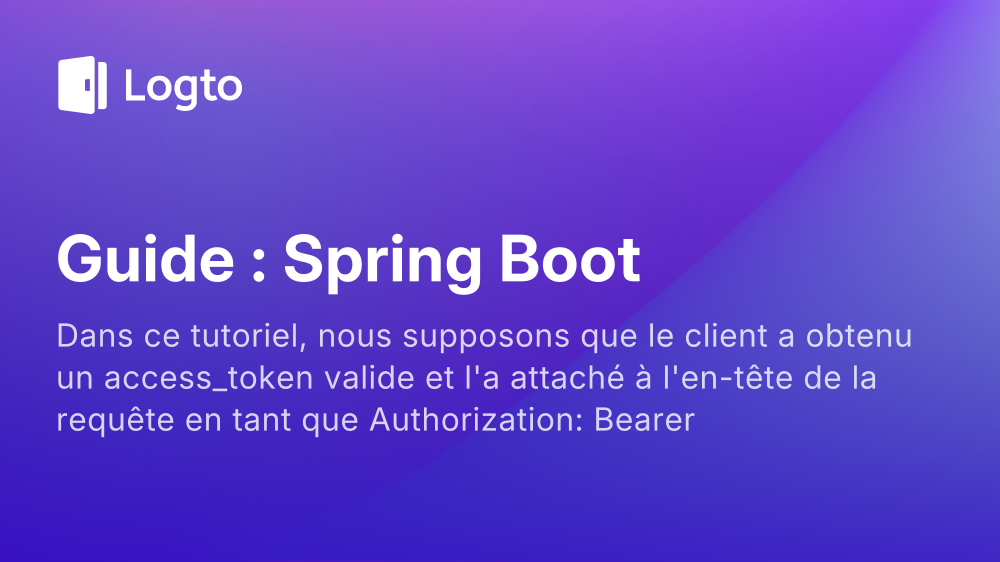 Logto
Guide : Spring Boot
Dans ce tutoriel, nous supposons que le client a obtenu
un access_token valide et l'a attaché à l'en-tête de la
requête en tant que Authorization: Bearer